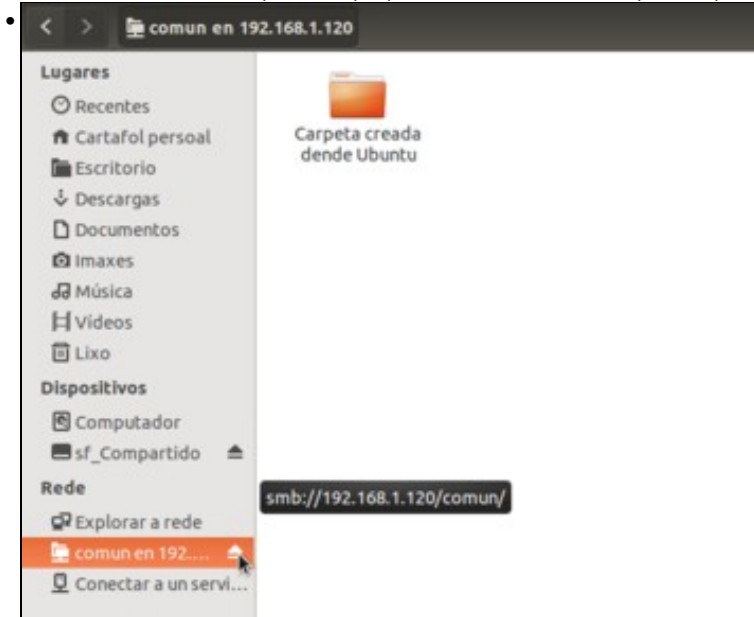 comun en 192.168.1.120
Lugares
Recentes
Cartafol persoal
Escritorio
Descargas
Documentos
Imaxes
Música
Vídeos
Lixo
Dispositivos
Computador
sf_Compartido
Rede
Explorar a rede
comun en 192....
Conectar a un servi...
Carpeta creada
dende Ubuntu
smb://192.168.1.120/comun/